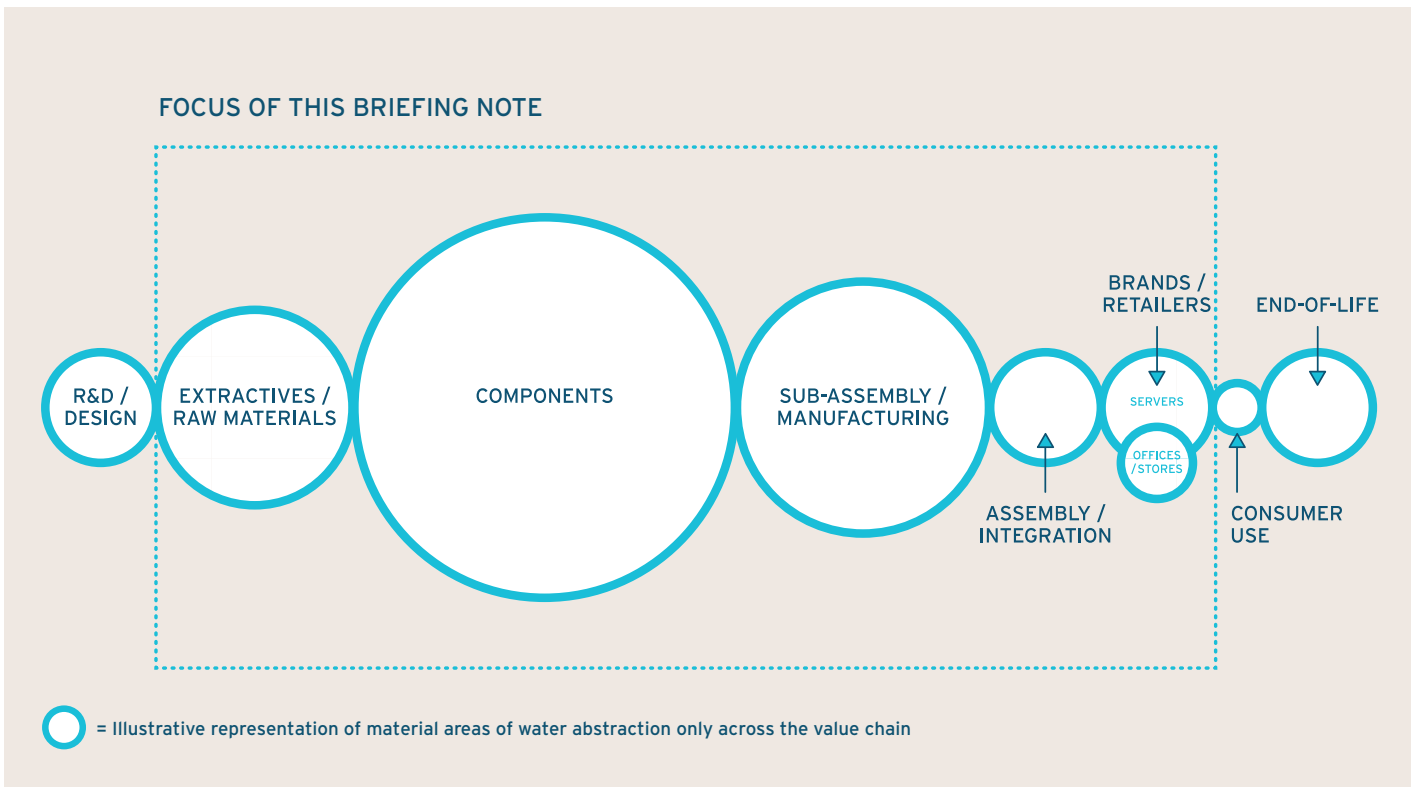 FOCUS OF THIS BRIEFING NOTE
R&D /
DESIGN
EXTRACTIVES /
RAW MATERIALS
COMPONENTS
SUB-ASSEMBLY /
MANUFACTURING
ASSEMBLY /
INTEGRATION
BRANDS /
RETAILERS
SERVERS
OFFICES
/STORES
CONSUMER
USE
END-OF-LIFE
= Illustrative representation of material areas of water abstraction only across the value chain